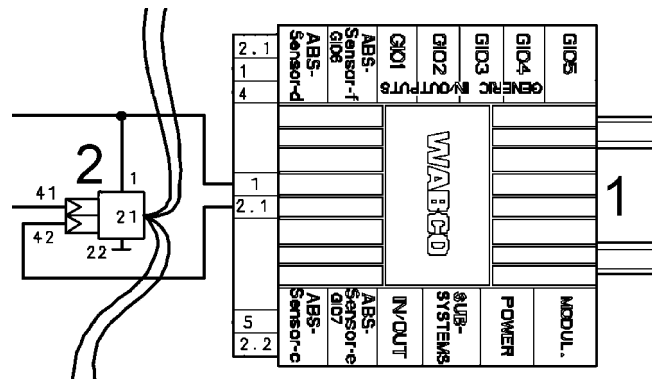 2.1
1
4
ABS-
Sensor-d
ABS-
Sensor-f
GIO6
GIO1
GIO2
GIO3
GIO4
GIO5
GENERIC IN/OUTPUTS
2
1
41
42
21
22
1
2.1
WABCO
1
5
2.2
ABS-
Sensor-c
ABS-
Sensor-e
GIO7
IN/OUT
SUB-
SYSTEMS
POWER
MODUL.